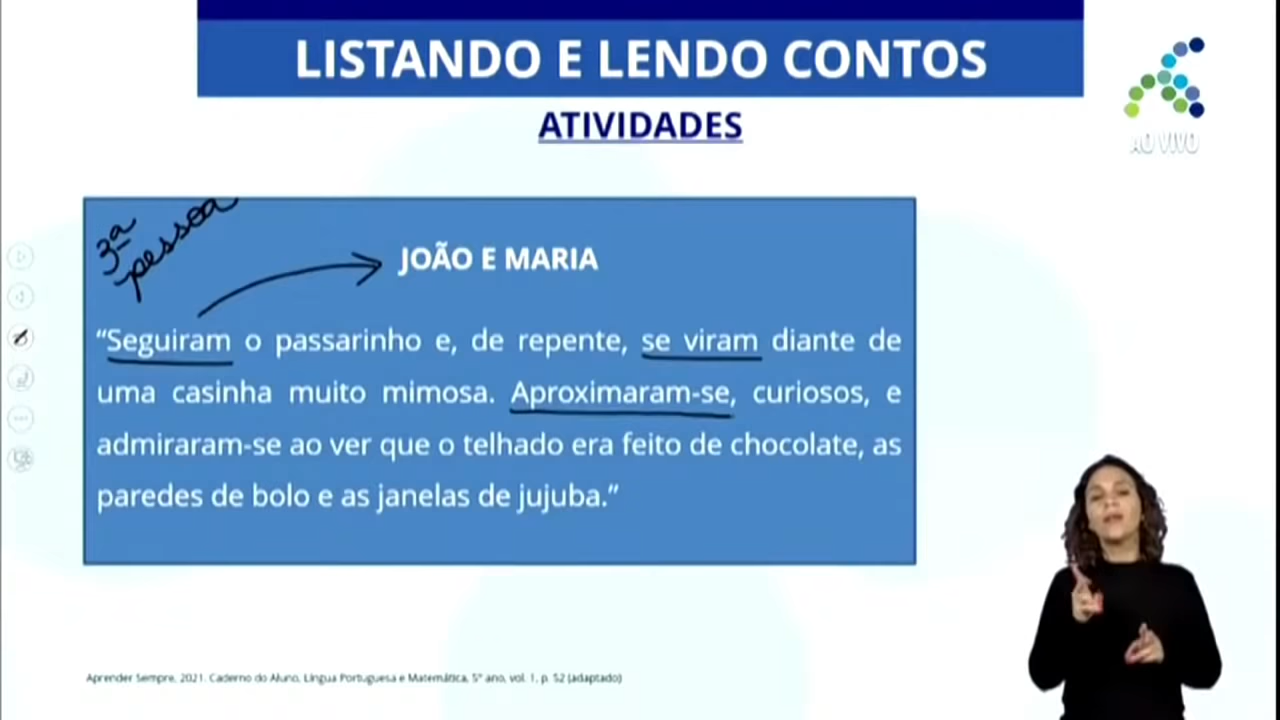 LISTANDO E LENDO CONTOS
ATIVIDADES
AO VIVO
3ª
pessoa
JOÃO E MARIA
“Seguiram o passarinho e, de repente, se viram diante de
uma casinha muito mimosa. Aproximaram-se, curiosos, e
admiraram-se ao ver que o telhado era feito de chocolate, as
paredes de bolo e as janelas de jujuba.”
Aprender Sempre, 2021. Caderno do Aluno, Língua Portuguesa e Matemática, 5º ano, vol. 1, p. 52 (adaptado)